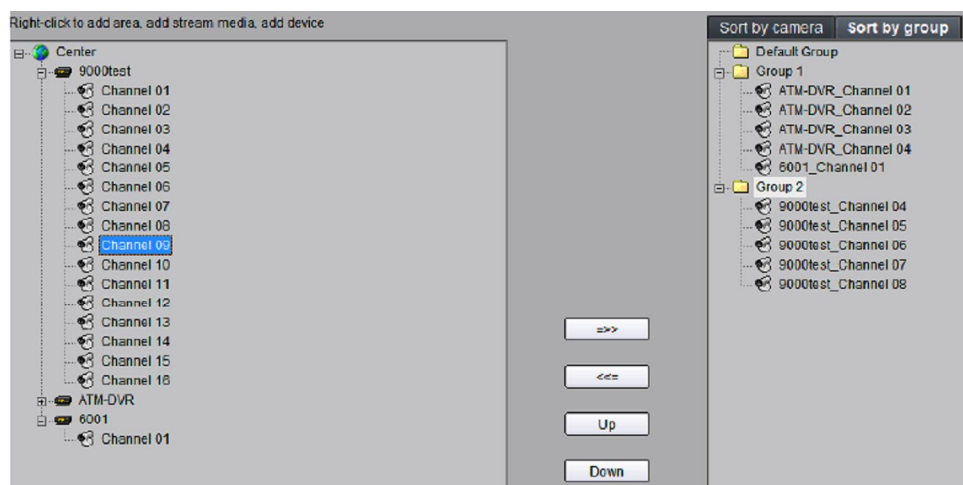 Right-click to add area, add stream media, add device
Center
9000test
Channel 01
Channel 02
Channel 03
Channel 04
Channel 05
Channel 06
Channel 07
Channel 08
Channel 09
Channel 10
Channel 11
Channel 12
Channel 13
Channel 14
Channel 15
Channel 16
ATM-DVR
6001
Channel 01
=>>
<<=
Up
Down
Sort by camera Sort by group
Default Group
Group 1
ATM-DVR_Channel 01
ATM-DVR_Channel 02
ATM-DVR_Channel 03
ATM-DVR_Channel 04
6001_Channel 01
Group 2
9000test_Channel 04
9000test_Channel 05
9000test_Channel 06
9000test_Channel 07
9000test_Channel 08